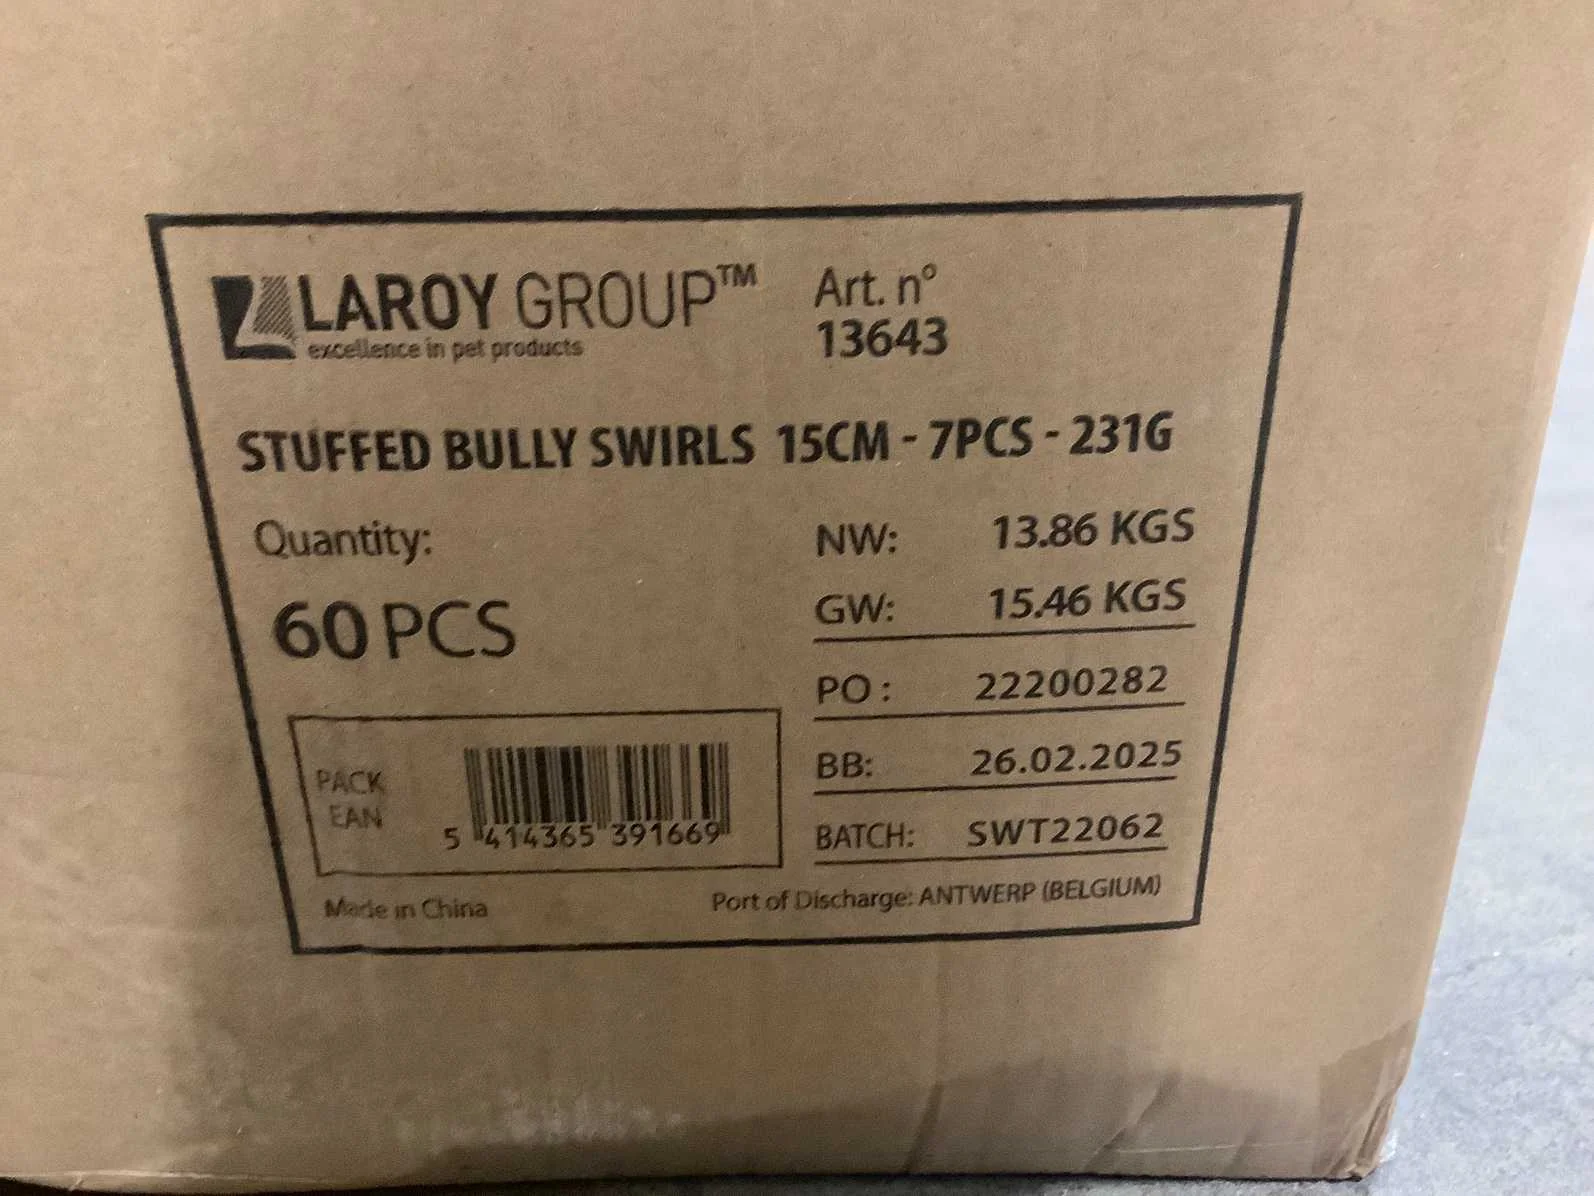 LAROY GROUP™
excellence in pet products
Art. n°
13643
STUFFED BULLY SWIRLS 15CM - 7PCS - 231G
Quantity:
60 PCS
NW: 13.86 KGS
GW: 15.46 KGS
PO : 22200282
BB: 26.02.2025
BATCH: SWT22062
PACK
EAN
5 414365 391669
Made in China
Port of Discharge: ANTWERP (BELGIUM)